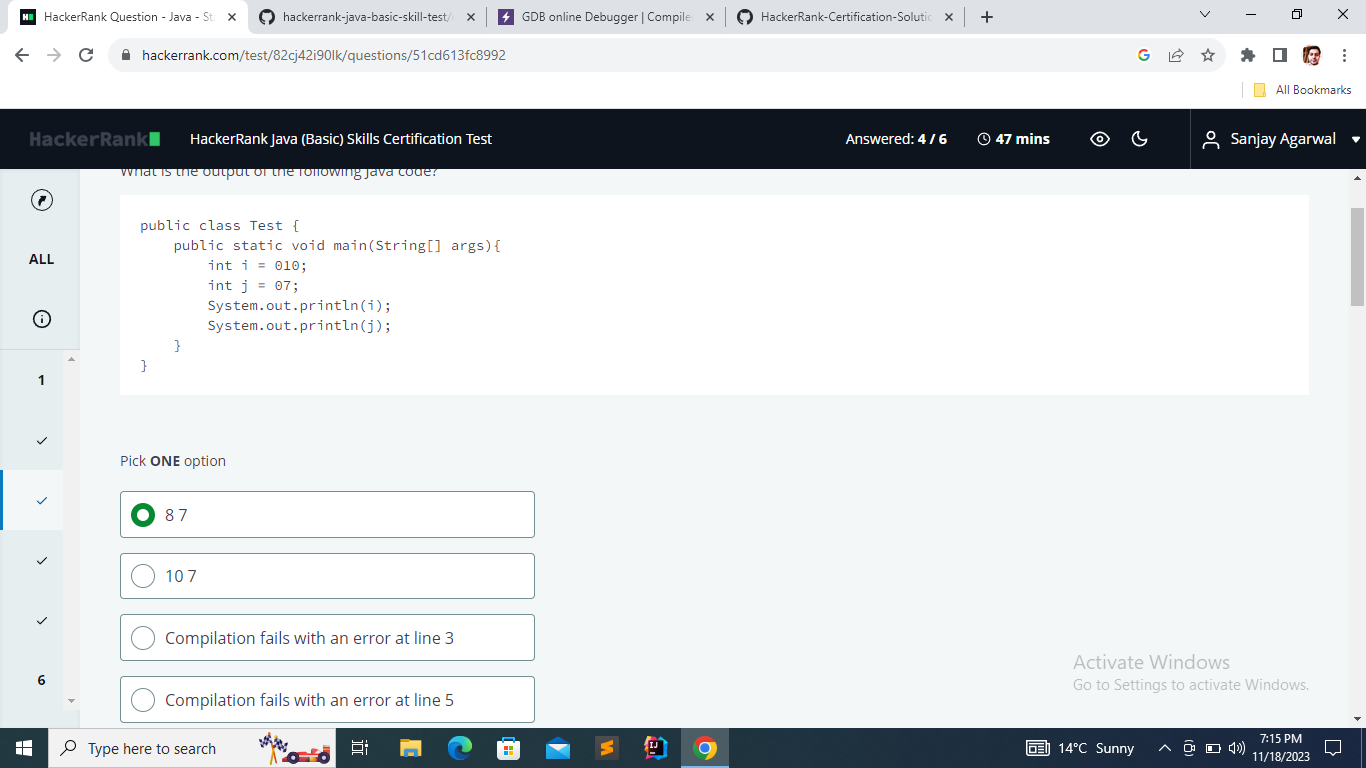 HackerRank Question - Java - St
hackerrank-java-basic-skill-test/
GDB online Debugger | Compile
HackerRank-Certification-Solutic
hackerrank.com/test/82cj42i90lk/questions/51cd613fc8992
All Bookmarks
HackerRank
HackerRank Java (Basic) Skills Certification Test
Answered: 4 / 6
47 mins
Sanjay Agarwal
What is the output of the following Java code?
ALL
1
6
public class Test {
public static void main(String[] args){
int i = 010;
int j = 07;
System.out.println(i);
System.out.println(j);
}
}
Pick ONE option
8 7
10 7
Compilation fails with an error at line 3
Compilation fails with an error at line 5
Activate Windows
Go to Settings to activate Windows.
Type here to search
14°C Sunny
7:15 PM
11/18/2023